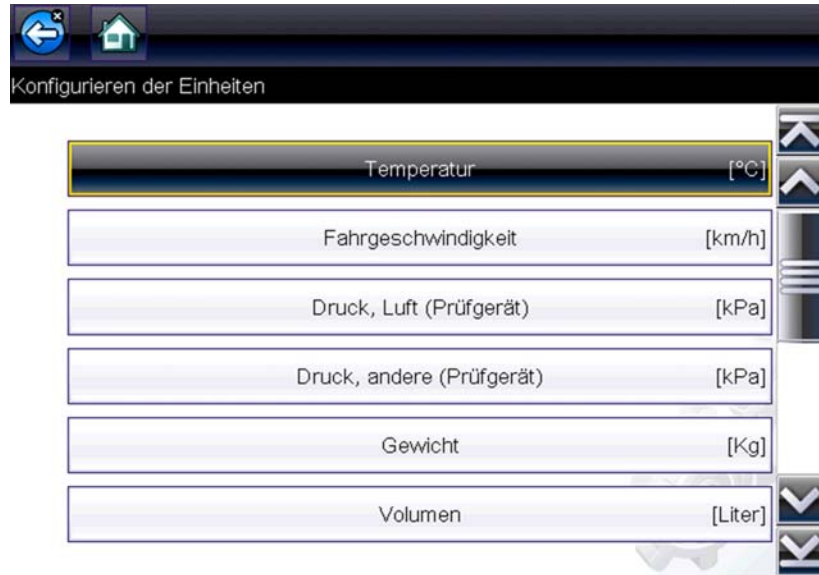 Konfigurieren der Einheiten
Temperatur [°C]
Fahrgeschwindigkeit [km/h]
Druck, Luft (Prüfgerät) [kPa]
Druck, andere (Prüfgerät) [kPa]
Gewicht [Kg]
Volumen [Liter]